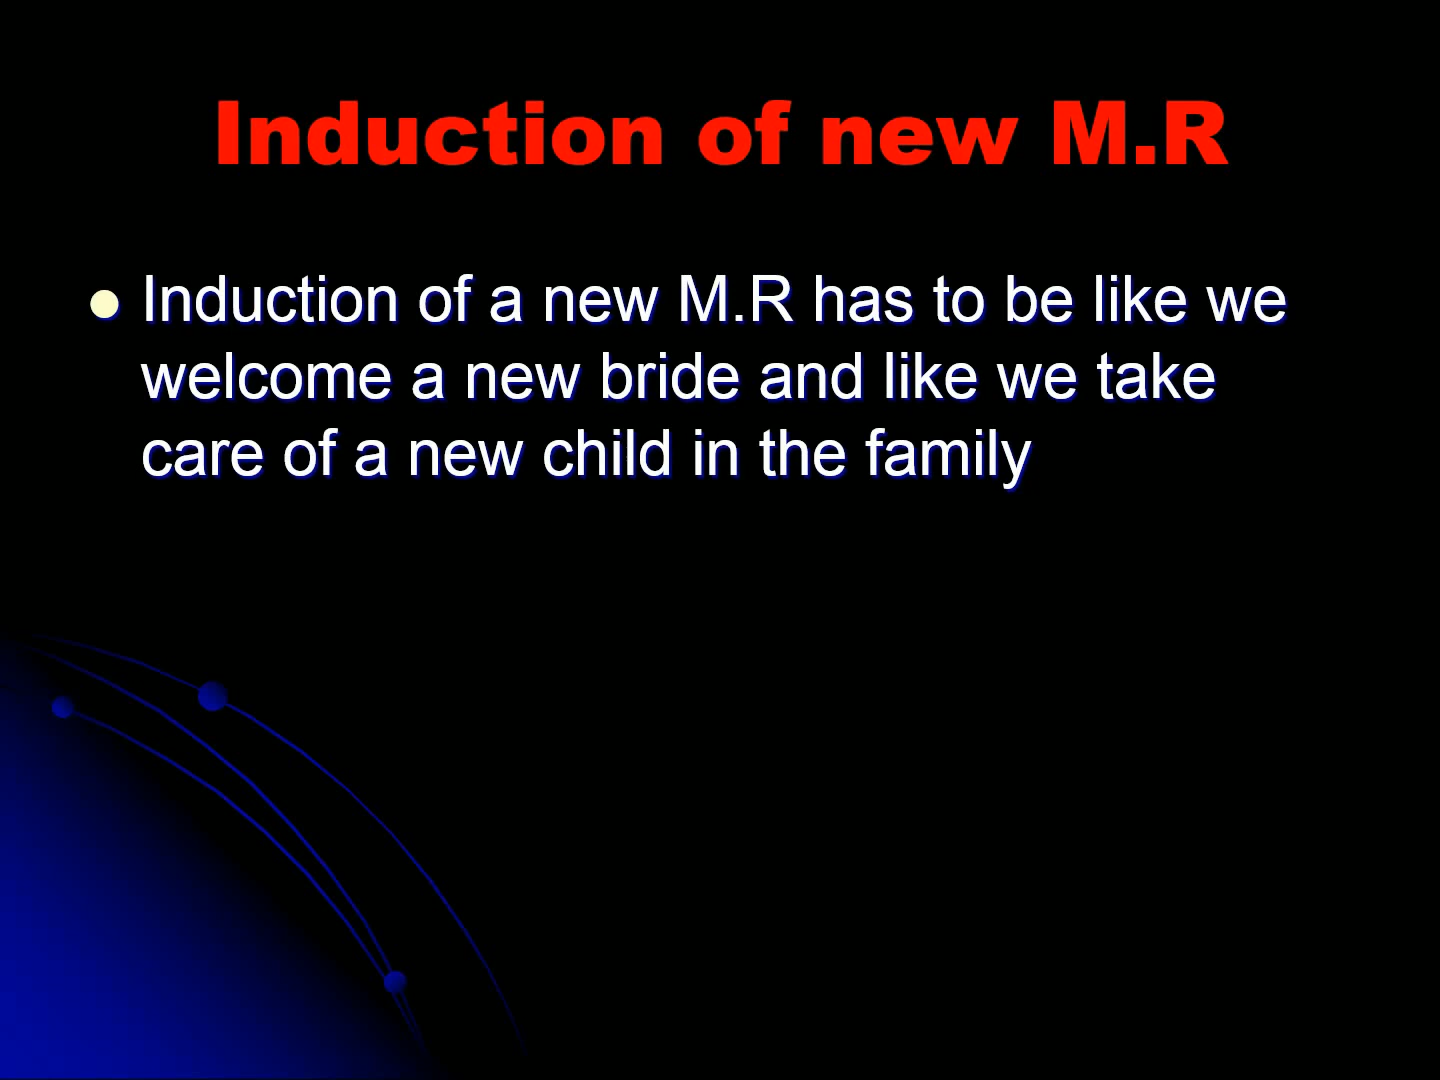 Induction of new M.R
Induction of a new M.R has to be like we
welcome a new bride and like we take
care of a new child in the family